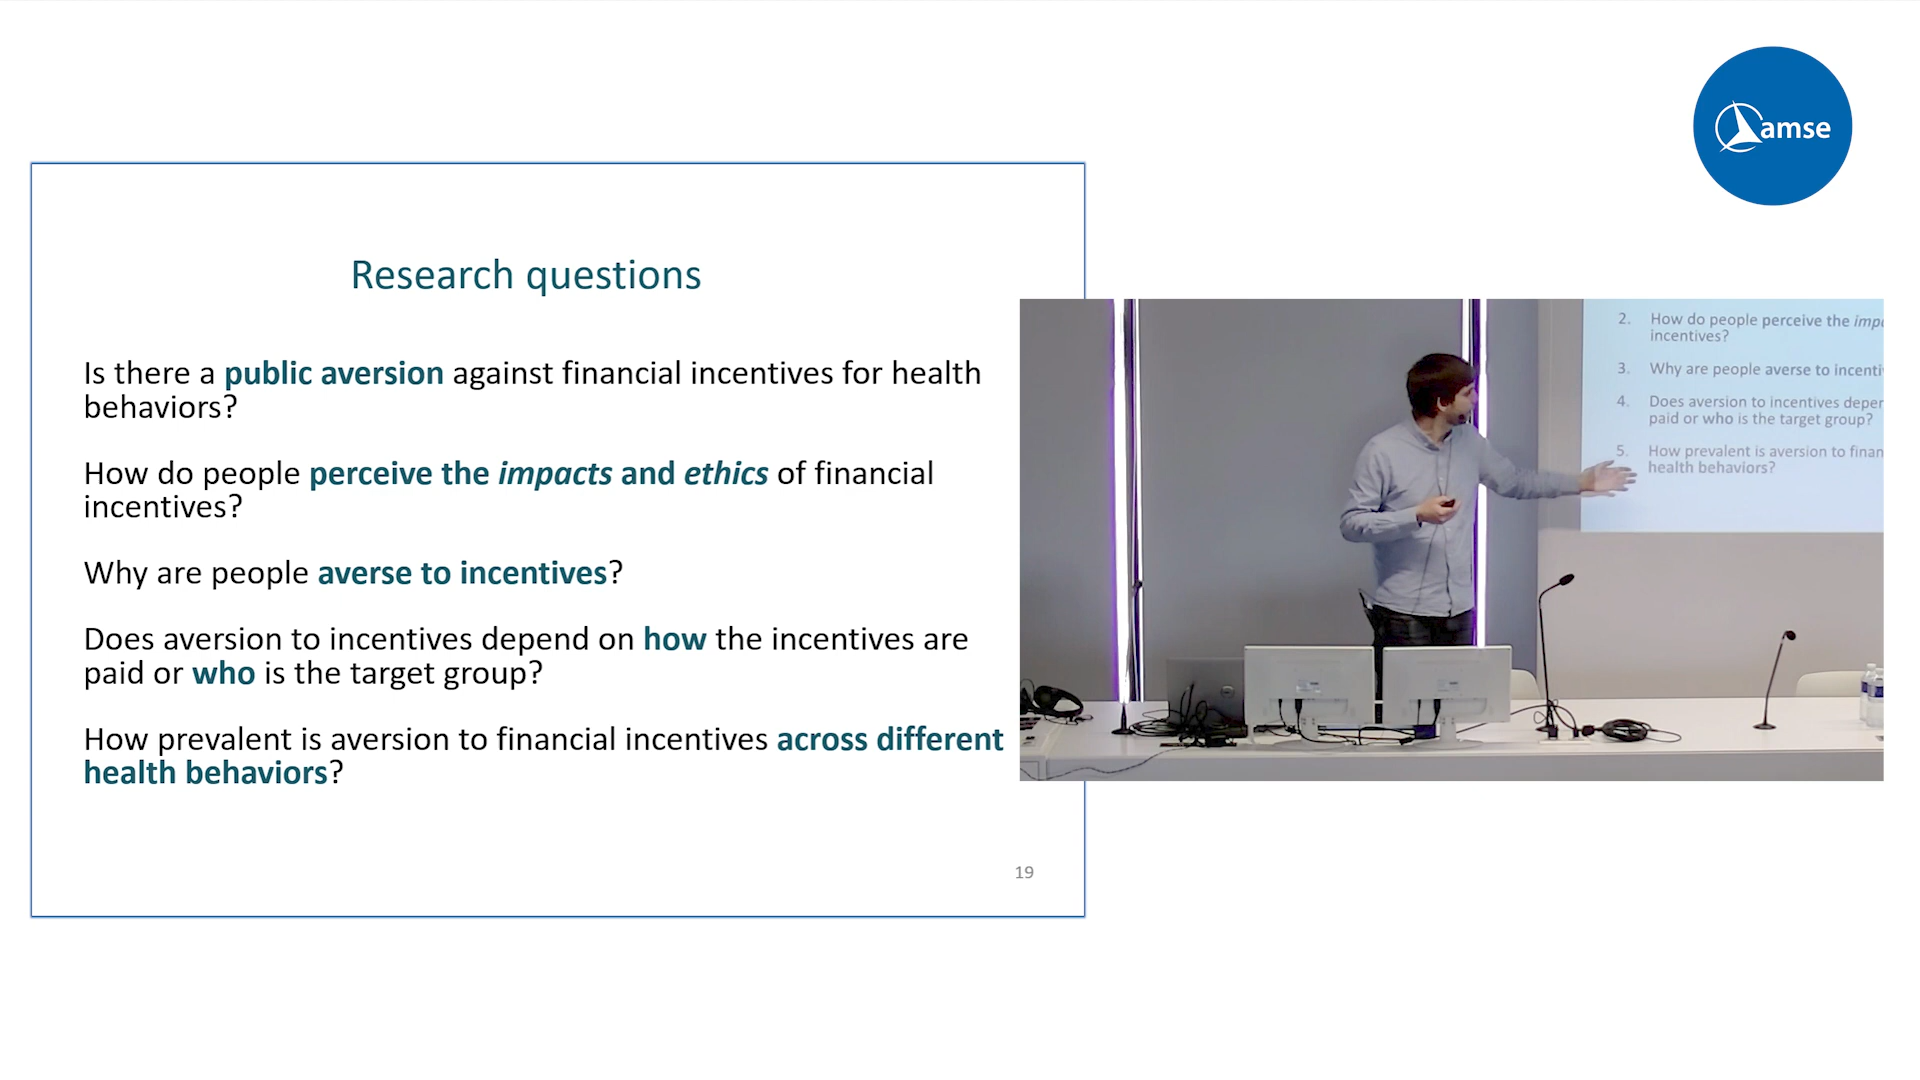 amse
Research questions
Is there a public aversion against financial incentives for health
behaviors?
How do people perceive the impacts and ethics of financial
incentives?
Why are people averse to incentives?
Does aversion to incentives depend on how the incentives are
paid or who is the target group?
How prevalent is aversion to financial incentives across different
health behaviors?
19
2. How do people perceive the
incentives?
3. Why are people averse to
4. Does aversion to incentives
paid or who is the target group?
5. How prevalent is aversion to
health behaviors?